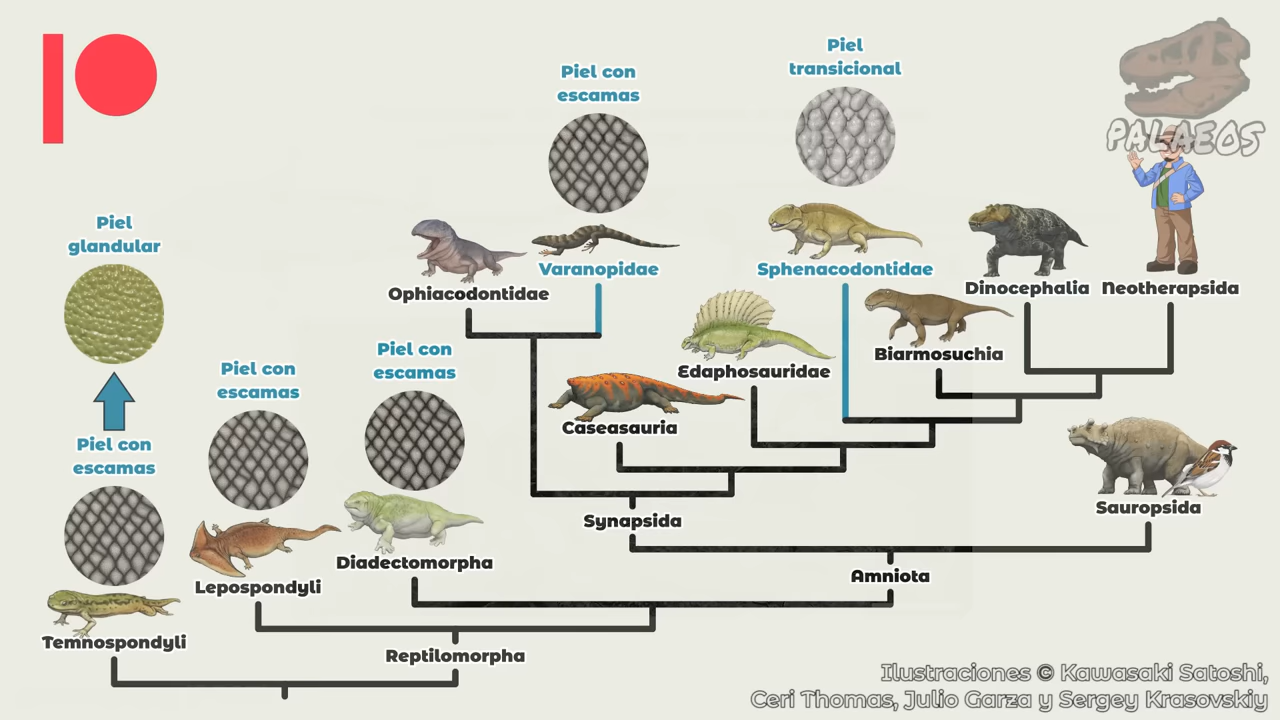 Piel
transicional
Piel con
escamas
PALAEOS
Piel
glandular
Varanopidae
Sphenacodontidae
Ophiacodontidae
Dinocephalia
Neotherapsida
Piel con
escamas
Piel con
escamas
Biarmosuchia
Edaphosauridae
Caseasauria
Piel con
escamas
Sauropsida
Synapsida
Diadectomorpha
Amniota
Lepospondyli
Temnospondyli
Reptilomorpha
Ilustraciones © Kawasaki Satoshi,
Ceri Thomas, Julio Garza y Sergey Krasovskiy